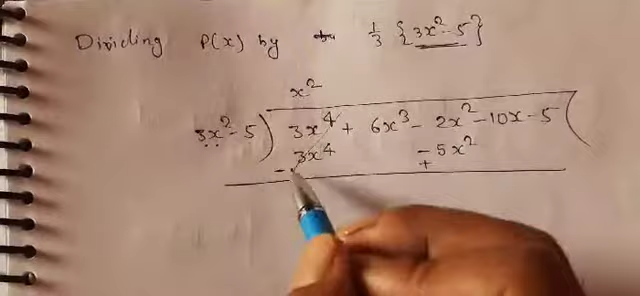 Dividing P(x) by 1/3 {3x² - 5}
x²
3x² - 5) 3x⁴ + 6x³ - 2x² - 10x - 5 (
3x⁴ - 5x²
- +